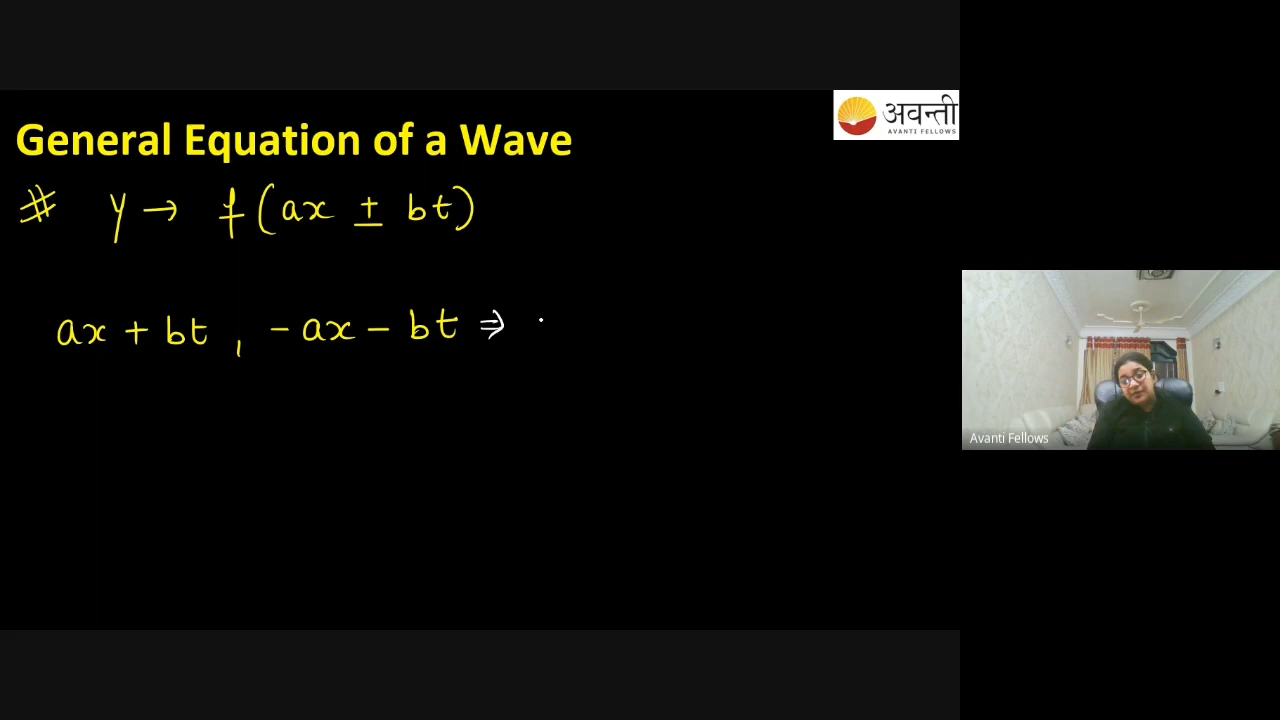 अवन्ती
AVANTI FELLOWS
General Equation of a Wave
# y → f(ax ± bt)
ax + bt , -ax - bt ⇒
Avanti Fellows